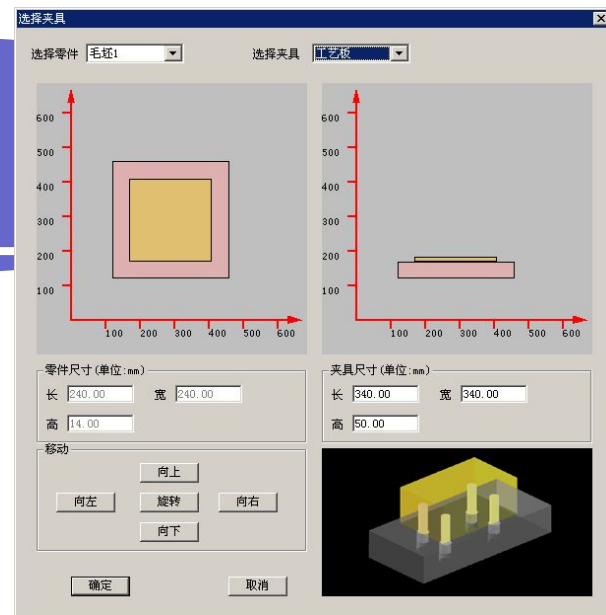 选择夹具
选择零件 毛坯1 选择夹具 工艺板
600 600
500 500
400 400
300 300
200 200
100 100
100 200 300 400 500 600 100 200 300 400 500 600
零件尺寸(单位:mm) 夹具尺寸(单位:mm)
长 240.00 宽 240.00 长 340.00 宽 340.00
高 14.00 高 50.00
移动
向上
向左 旋转 向右
向下
确定 取消